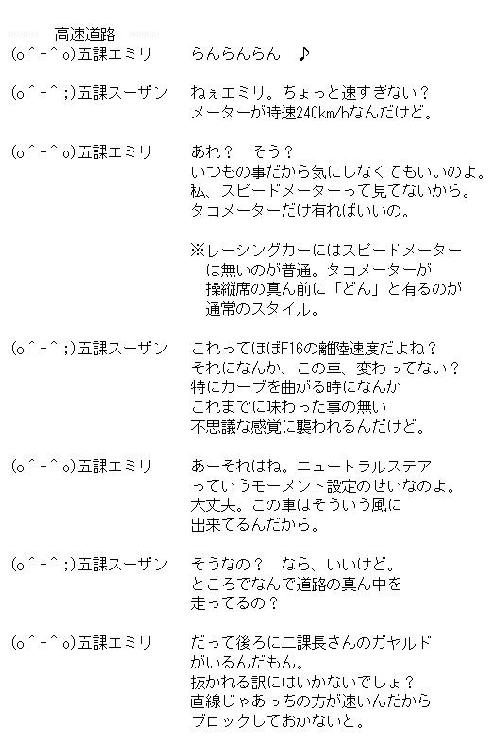 高速道路
(o＾-＾o)五課エミリ　らんらんらん　♪
(o＾-＾;)五課スーザン　ねぇエミリ。ちょっと速すぎない？
メーターが時速240km/hなんだけど。
(o＾-＾o)五課エミリ　あれ？　そう？
いつもの事だから気にしなくてもいいのよ。
私、スピードメーターって見てないから。
タコメーターだけ有ればいいの。
※レーシングカーにはスピードメーター
は無いのが普通。タコメーターが
操縦席の真ん前に「どん」と有るのが
通常のスタイル。
(o＾-＾;)五課スーザン　これってほぼF16の離陸速度だよね？
それになんか、この車、変わってない？
特にカーブを曲がる時になんか
これまでに味わった事の無い
不思議な感覚に襲われるんだけど。
(o＾-＾o)五課エミリ　あーそれはね。ニュートラルステア
っていうモーメント設定のせいなのよ。
大丈夫。この車はそういう風に
出来てるんだから。
(o＾-＾;)五課スーザン　そうなの？　なら、いいけど。
ところでなんで道路の真ん中を
走ってるの？
(o＾-＾o)五課エミリ　だって後ろに二課長さんのガヤルド
がいるんだもん。
抜かれる訳にはいかないでしょ？
直線じゃあっちの方が速いんだから
ブロックしておかないと。